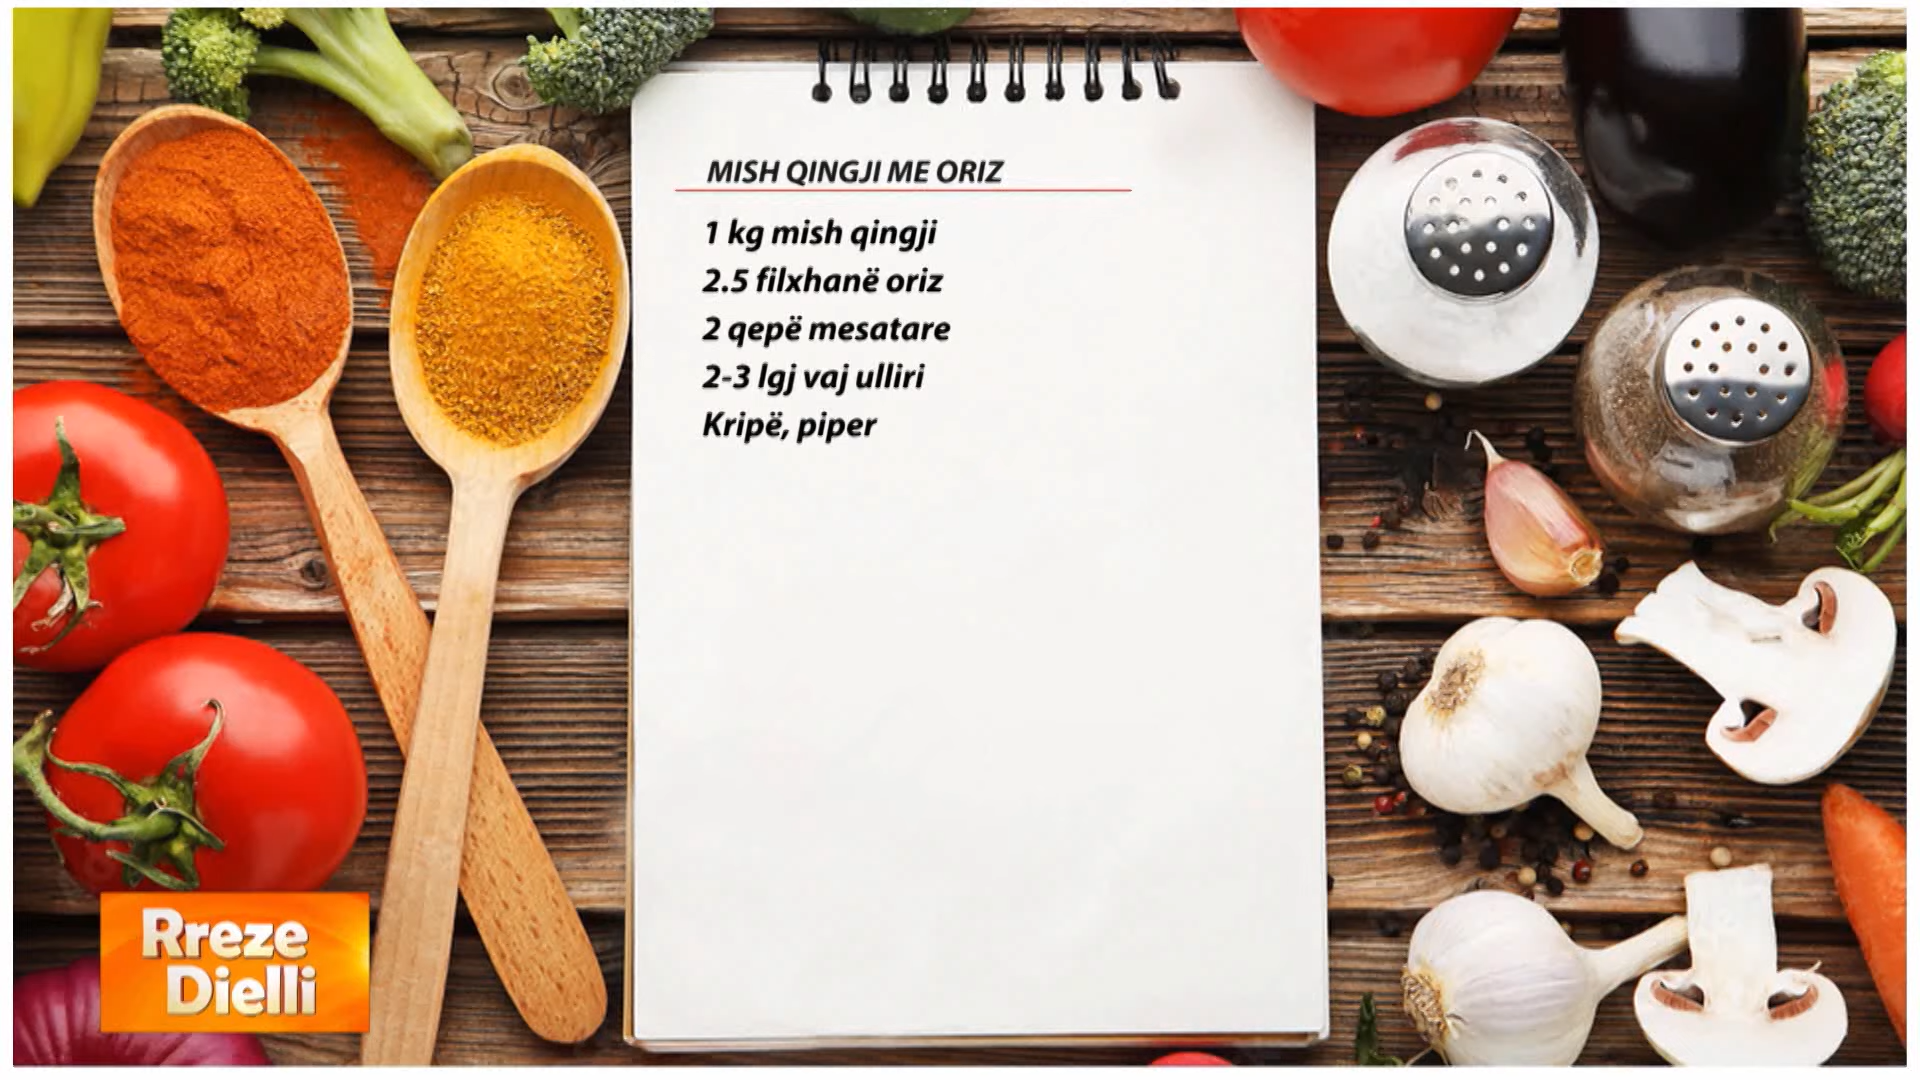 MISH QINGJI ME ORIZ
1 kg mish qingji
2.5 filxhanë oriz
2 qepë mesatare
2-3 lgj vaj ulliri
Kripë, piper
Rreze
Dielli